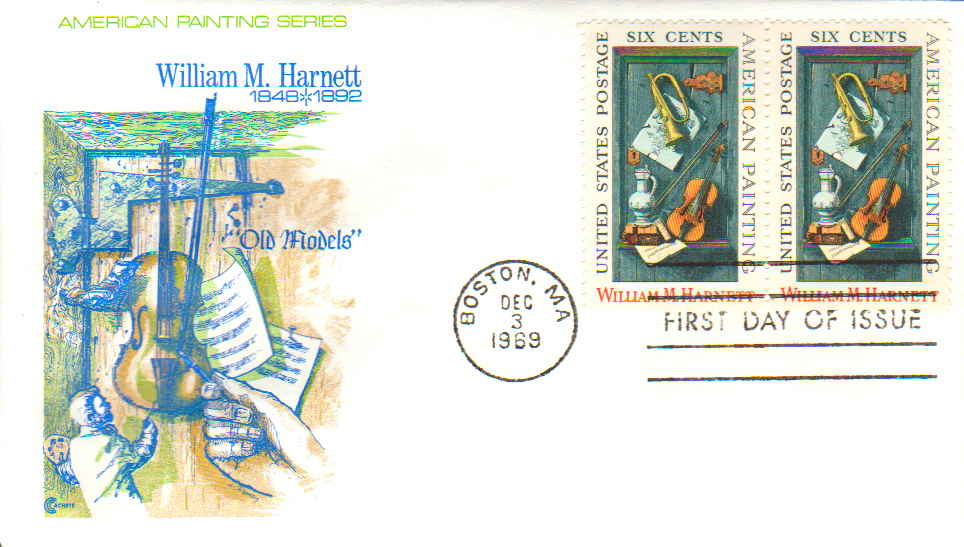 AMERICAN PAINTING SERIES
William M. Harnett
1848✻1892
"Old Models"
CACHETS
UNITED STATES POSTAGE
SIX CENTS
AMERICAN PAINTING
WILLIAM M. HARNETT
UNITED STATES POSTAGE
SIX CENTS
AMERICAN PAINTING
WILLIAM M. HARNETT
BOSTON, MA
DEC
3
1969
FIRST DAY OF ISSUE